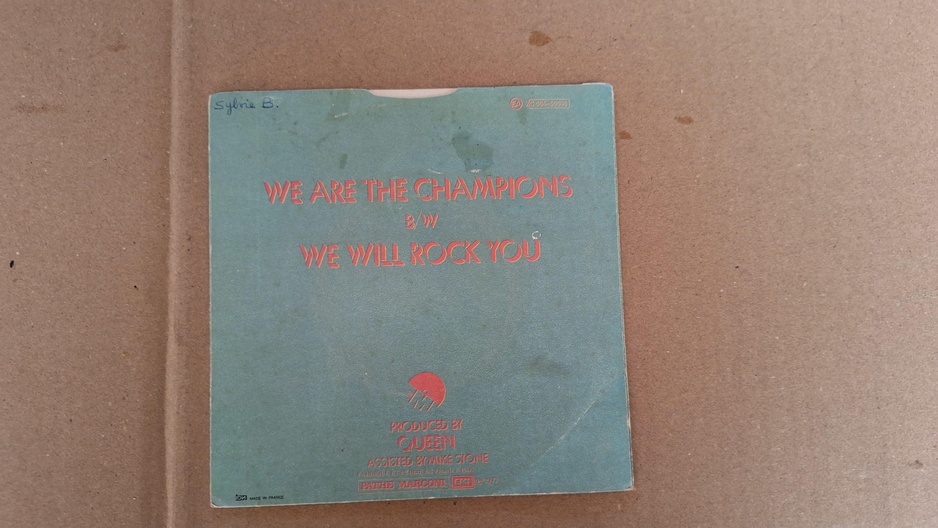 Sylvie B.
WE ARE THE CHAMPIONS
B/W
WE WILL ROCK YOU
PRODUCED BY
QUEEN
ASSISTED BY MIKE STONE
PATHE MARCONI EMI
MADE IN FRANCE